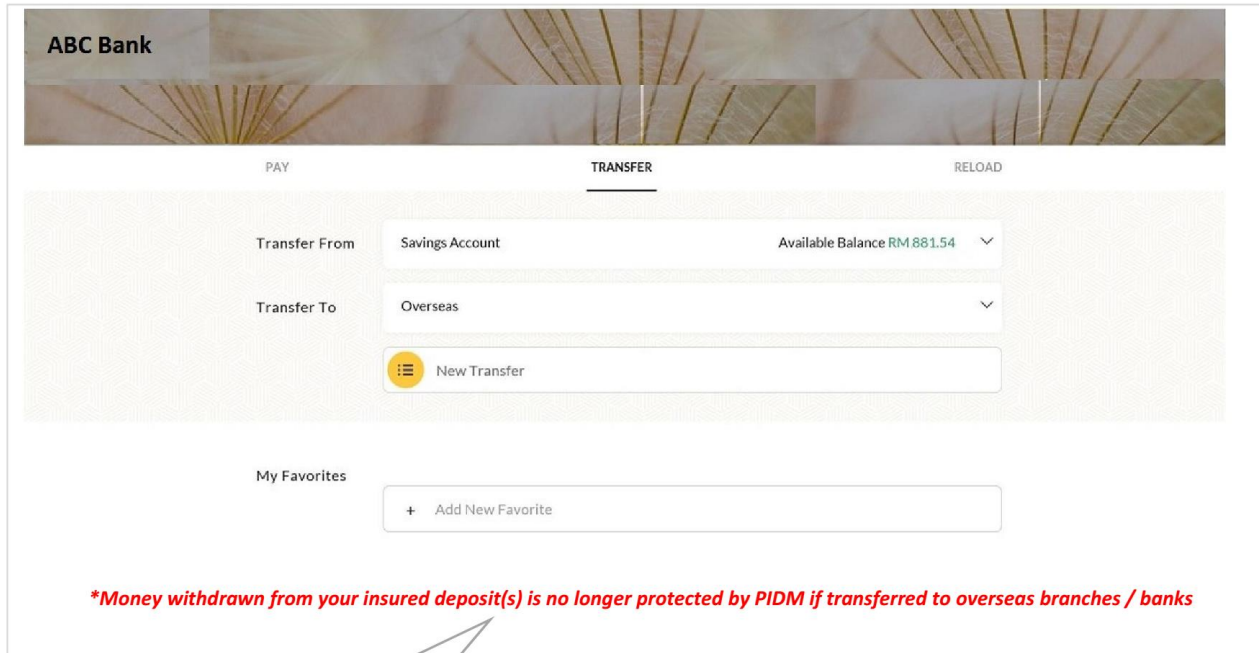 ABC Bank
PAY TRANSFER RELOAD
Transfer From Savings Account Available Balance RM 881.54
Transfer To Overseas
New Transfer
My Favorites
+ Add New Favorite
*Money withdrawn from your insured deposit(s) is no longer protected by PIDM if transferred to overseas branches / banks